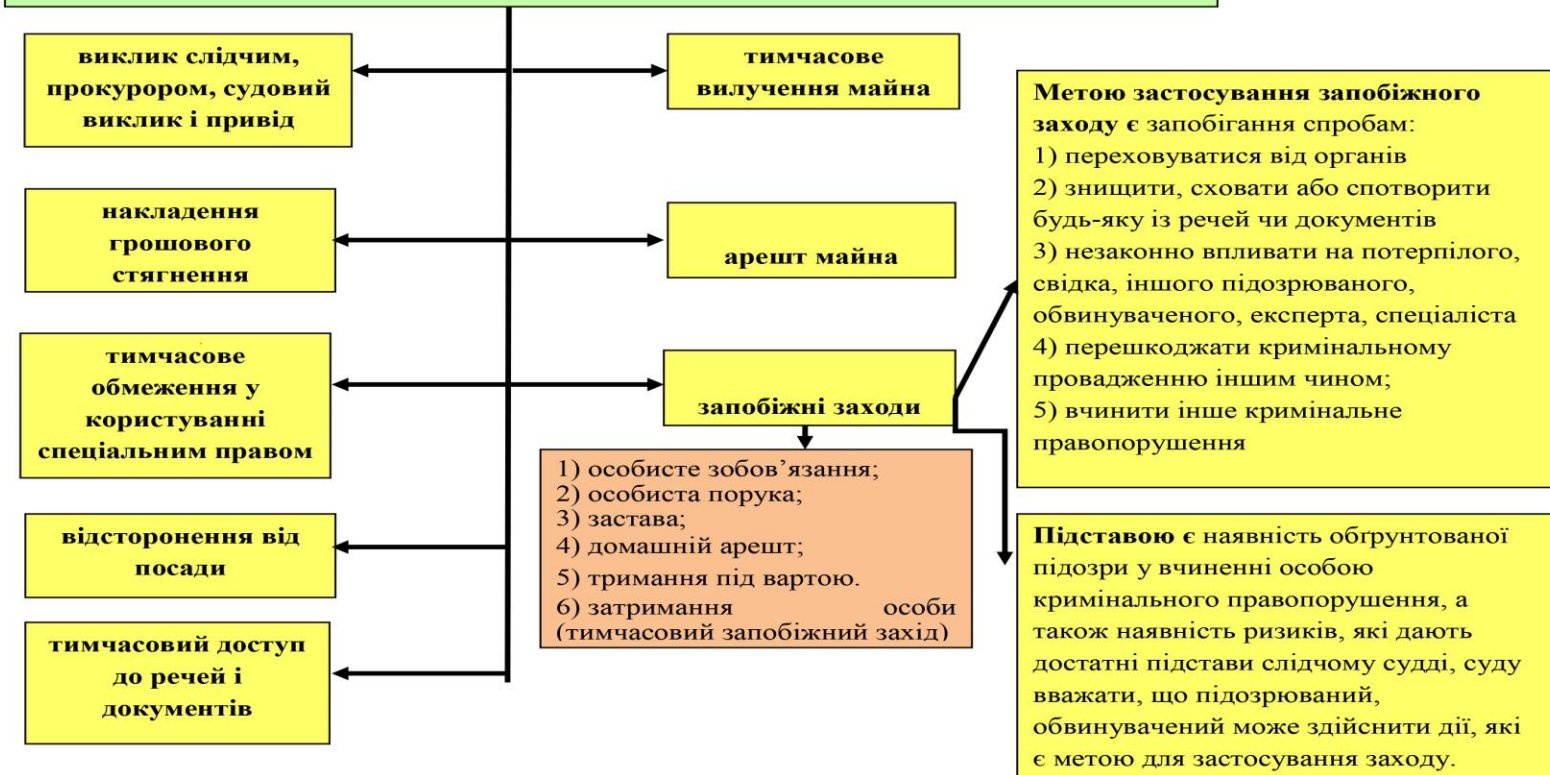 виклик слідчим,
прокурором, судовий
виклик і привід
тимчасове
вилучення майна
накладення
грошового
стягнення
арешт майна
тимчасове
обмеження у
користуванні
спеціальним правом
запобіжні заходи
відсторонення від
посади
тимчасовий доступ
до речей і
документів
1) особисте зобов’язання;
2) особиста порука;
3) застава;
4) домашній арешт;
5) тримання під вартою.
6) затримання особи
(тимчасовий запобіжний захід)
Метою застосування запобіжного
заходу є запобігання спробам:
1) переховуватися від органів
2) знищити, сховати або спотворити
будь-яку із речей чи документів
3) незаконно впливати на потерпілого,
свідка, іншого підозрюваного,
обвинуваченого, експерта, спеціаліста
4) перешкоджати кримінальному
провадженню іншим чином;
5) вчинити інше кримінальне
правопорушення
Підставою є наявність обґрунтованої
підозри у вчиненні особою
кримінального правопорушення, а
також наявність ризиків, які дають
достатні підстави слідчому судді, суду
вважати, що підозрюваний,
обвинувачений може здійснити дії, які
є метою для застосування заходу.